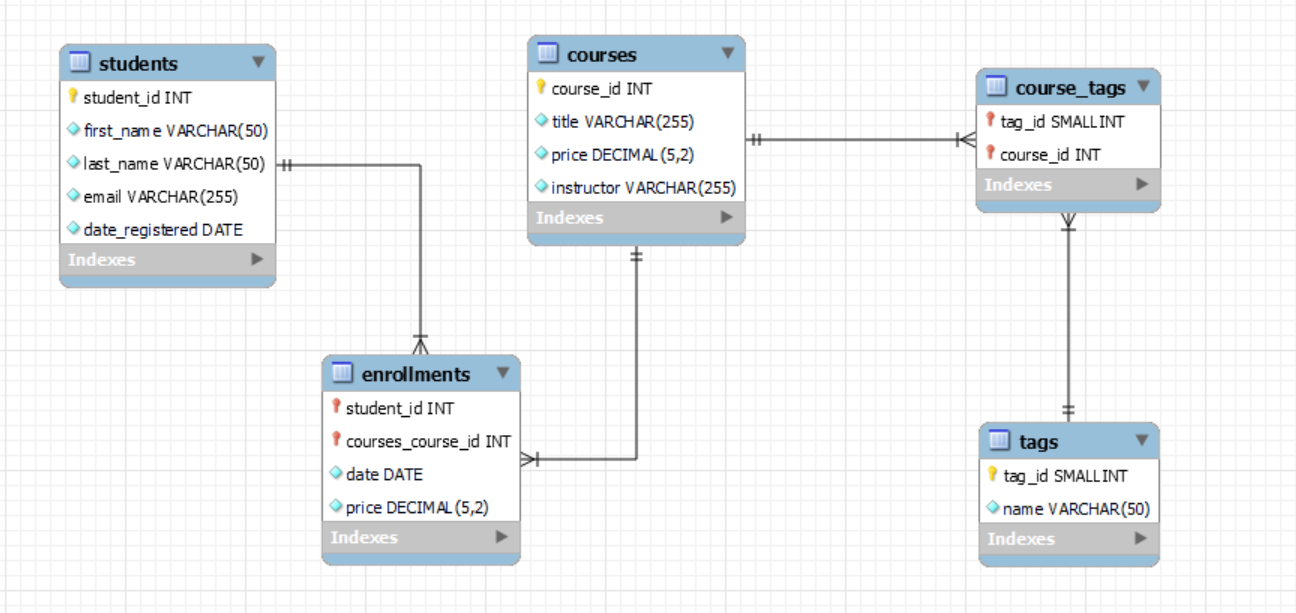 students
student_id INT
first_name VARCHAR(50)
last_name VARCHAR(50)
email VARCHAR(255)
date_registered DATE
Indexes
courses
course_id INT
title VARCHAR(255)
price DECIMAL(5,2)
instructor VARCHAR(255)
Indexes
course_tags
tag_id SMALLINT
course_id INT
Indexes
enrollments
student_id INT
courses_course_id INT
date DATE
price DECIMAL(5,2)
Indexes
tags
tag_id SMALLINT
name VARCHAR(50)
Indexes